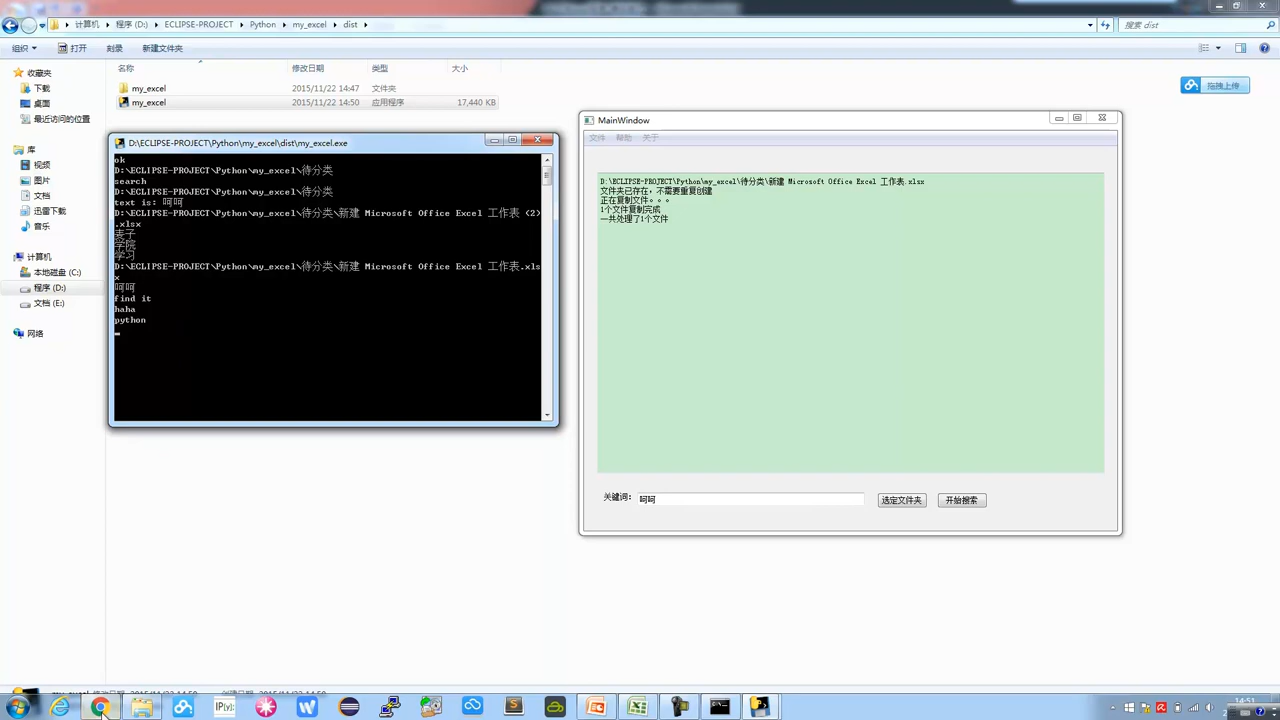 计算机 ▸ 程序 (D:) ▸ ECLIPSE-PROJECT ▸ Python ▸ my_excel ▸ dist ▸
搜索 dist
组织 打开 刻录 新建文件夹
收藏夹
下载
桌面
最近访问的位置
库
视频
图片
文档
迅雷下载
音乐
计算机
本地磁盘 (C:)
程序 (D:)
文档 (E:)
网络
名称 修改日期 类型 大小
my_excel 2015/11/22 14:47 文件夹
my_excel 2015/11/22 14:50 应用程序 17,440 KB
拖拽上传
D:\ECLIPSE-PROJECT\Python\my_excel\dist\my_excel.exe
ok
D:\ECLIPSE-PROJECT\Python\my_excel\待分类
search
D:\ECLIPSE-PROJECT\Python\my_excel\待分类
text is: 呵呵
D:\ECLIPSE-PROJECT\Python\my_excel\待分类\新建 Microsoft Office Excel 工作表 (2)
.xlsx
麦子
学院
学习
D:\ECLIPSE-PROJECT\Python\my_excel\待分类\新建 Microsoft Office Excel 工作表.xls
x
呵呵
find it
haha
python
MainWindow
文件 帮助 关于
D:\ECLIPSE-PROJECT\Python\my_excel\待分类\新建 Microsoft Office Excel 工作表.xlsx
文件夹已存在，不需要重复创建
正在复制文件。。。
1个文件复制完成
一共处理了1个文件
关键词: 呵呵 选定文件夹 开始搜索
14:51